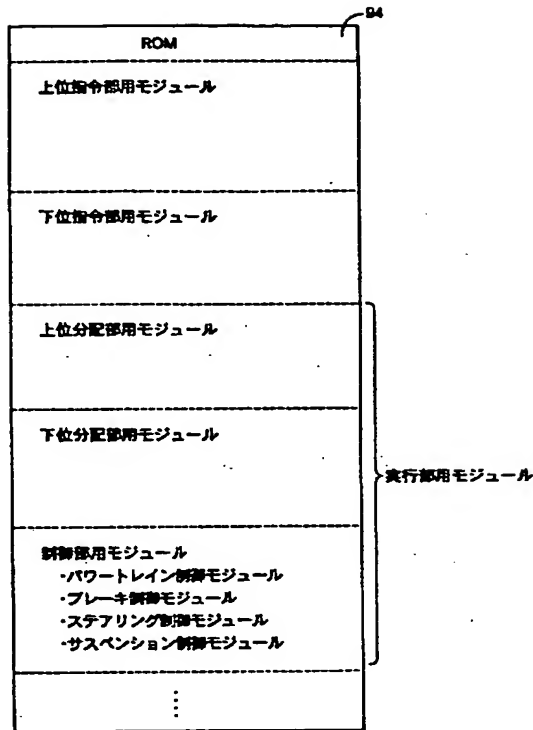 94
ROM
上位指令部用モジュール
下位指令部用モジュール
上位分配部用モジュール
下位分配部用モジュール
実行部用モジュール
制御部用モジュール
・パワートレイン制御モジュール
・ブレーキ制御モジュール
・ステアリング制御モジュール
・サスペンション制御モジュール